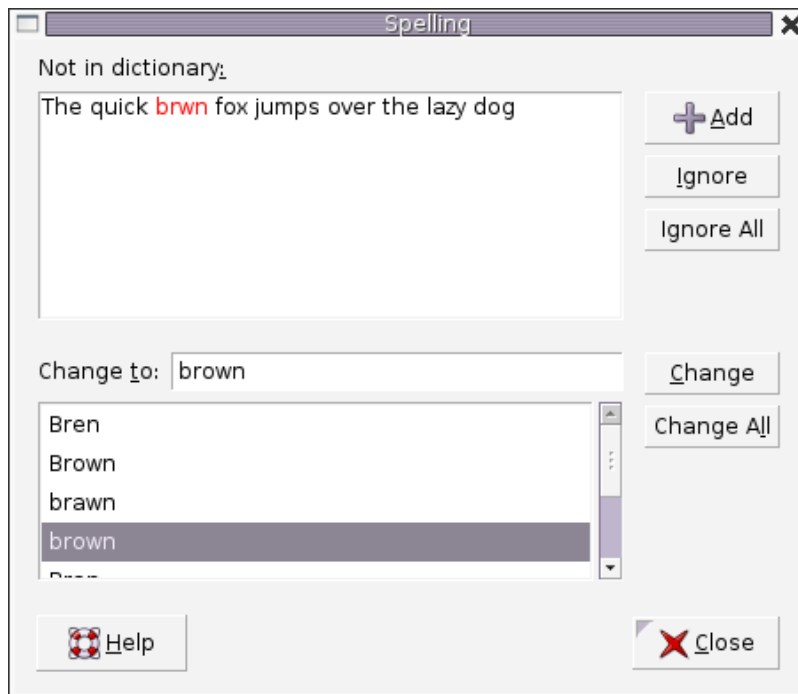 Spelling
Not in dictionary:
The quick brwn fox jumps over the lazy dog
Add
Ignore
Ignore All
Change to: brown
Change
Bren
Change All
Brown
brawn
brown
Help
Close